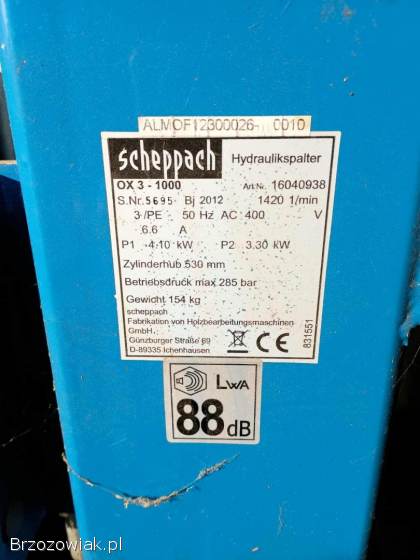 ALMOF12300026- 0010
scheppach Hydraulikspalter
OX 3 - 1000 Art.Nr. 16040938
S.Nr. 5695 Bj 2012 1420 1/min
3 /PE 50 Hz AC 400 V
6.6 A
P1 4.10 kW P2 3.30 kW
Zylinderhub 530 mm
Betriebsdruck max 285 bar
Gewicht 154 kg
scheppach
Fabrikation von Holzbearbeitungsmaschinen
GmbH,
Günzburger Straße 69
D-89335 Ichenhausen
CE
831551
LWA
88 dB
Brzozowiak.pl